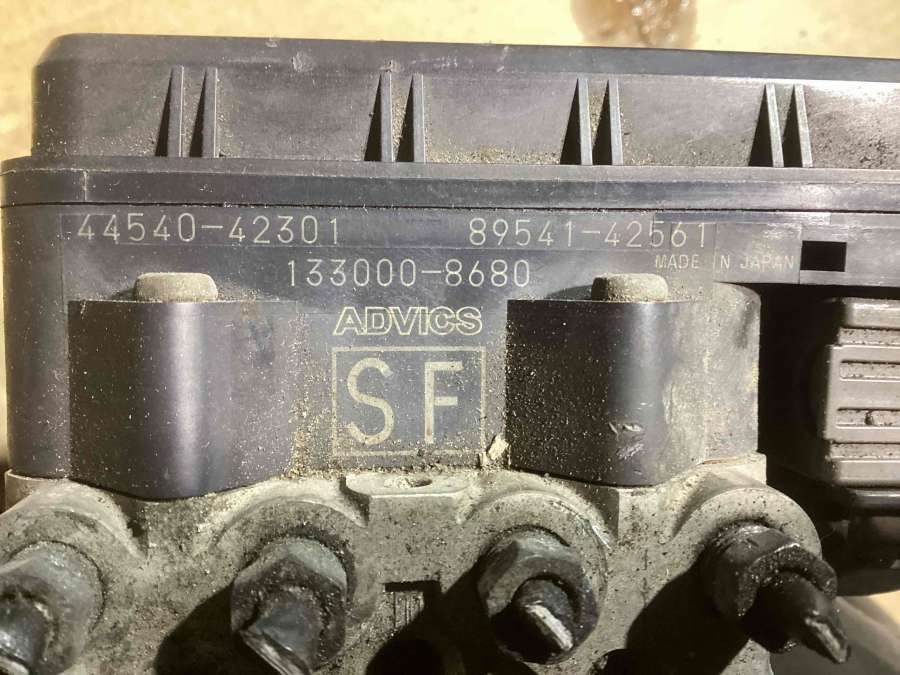 44540-42301 89541-42561
133000-8680 MADE IN JAPAN
ADVICS
SF